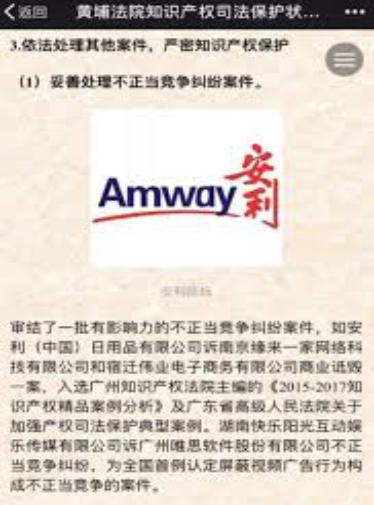 返回
黄埔法院知识产权司法保护状...
3.依法处理其他案件，严密知识产权保护
（1）妥善处理不正当竞争纠纷案件。
Amway安利
安利商标
审结了一批有影响力的不正当竞争纠纷案件，如安
利（中国）日用品有限公司诉南京缘来一家网络科
技有限公司和宿迁伟业电子商务有限公司商业诋毁
一案，入选广州知识产权法院主编的《2015-2017知
识产权精品案例分析》及广东省高级人民法院关于
加强产权司法保护典型案例。湖南快乐阳光互动娱
乐传媒有限公司诉广州唯思软件股份有限公司不正
当竞争纠纷，为全国首例认定屏蔽视频广告行为构
成不正当竞争的案件。